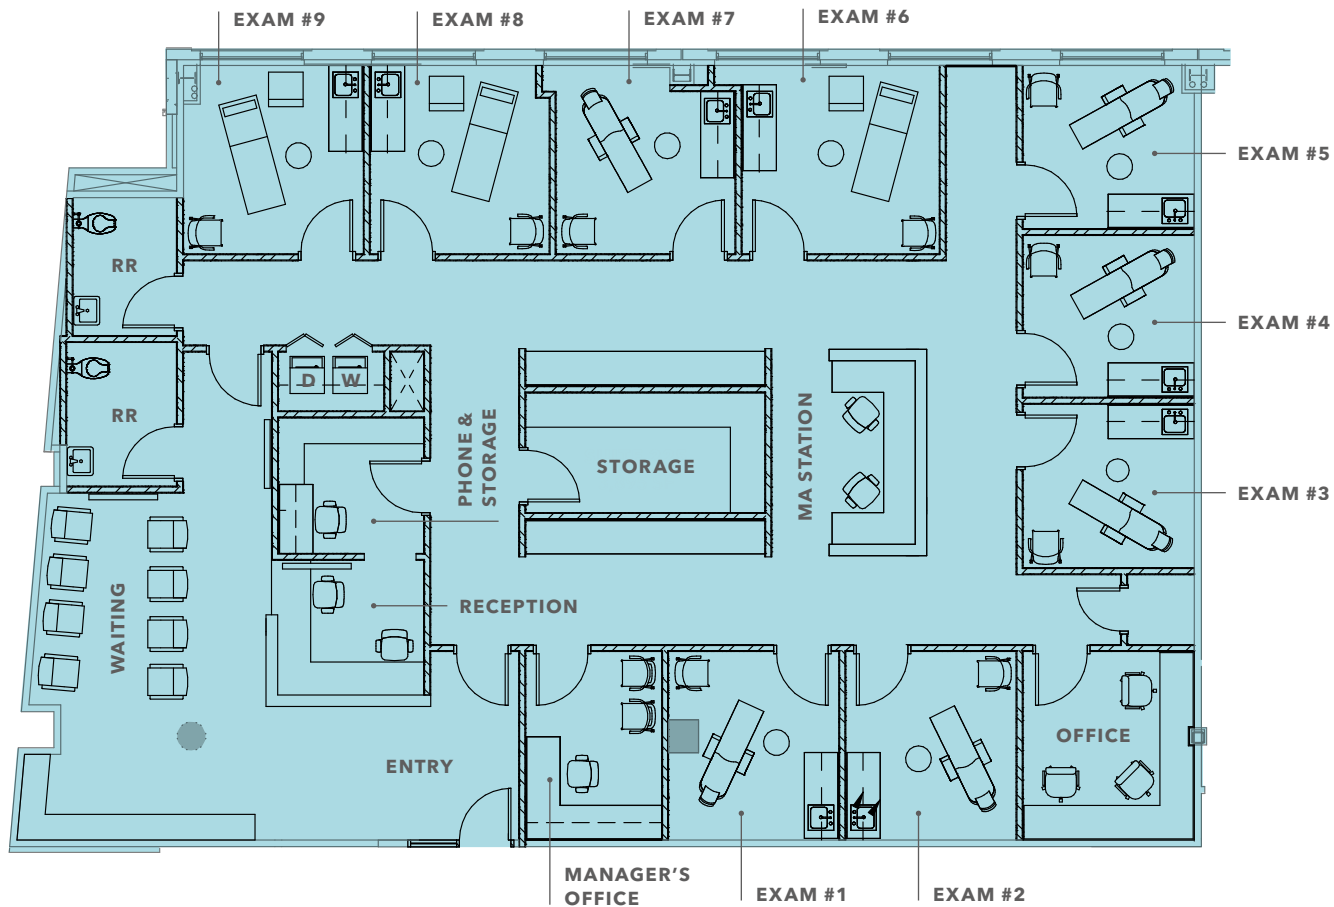 EXAM #9
EXAM #8
EXAM #7
EXAM #6
EXAM #5
RR
EXAM #4
D
W
RR
PHONE &
STORAGE
STORAGE
MA STATION
EXAM #3
WAITING
RECEPTION
ENTRY
OFFICE
MANAGER'S
OFFICE
EXAM #1
EXAM #2